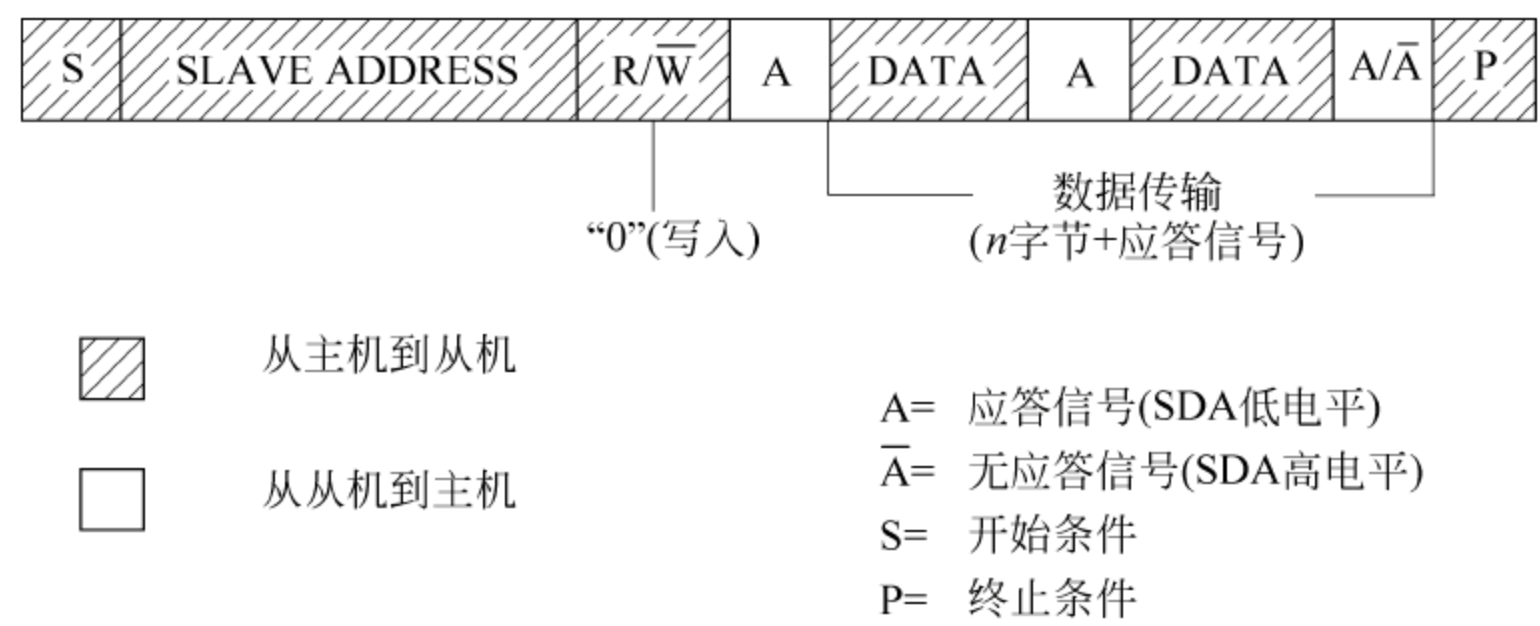 S SLAVE ADDRESS R/W̅ A DATA A DATA A/A̅ P
“0”(写入)
数据传输
(n字节+应答信号)
从主机到从机
从从机到主机
A= 应答信号(SDA低电平)
A̅= 无应答信号(SDA高电平)
S= 开始条件
P= 终止条件